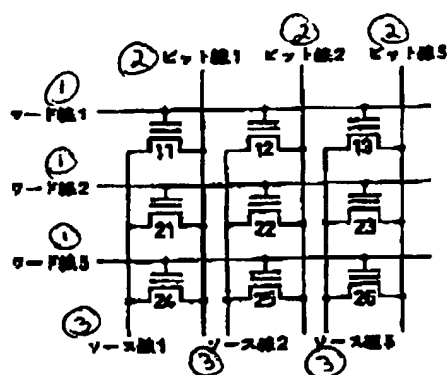 ② ② ②
ビット線1 ビット線2 ビット線3
①
ワード線1
11 12 13
①
ワード線2
21 22 23
①
ワード線3
24 25 26
③ ソース線1 ソース線2 ソース線3
③ ③